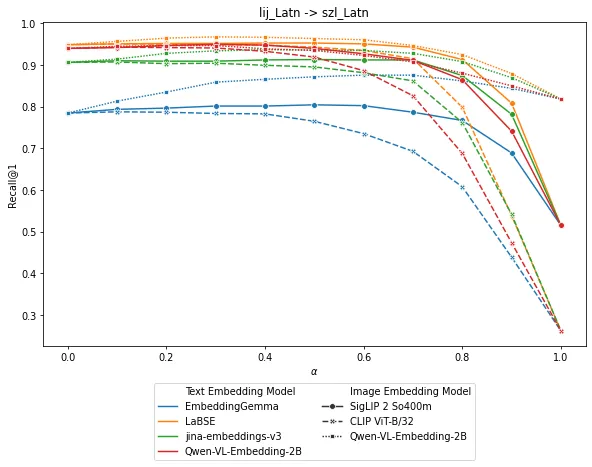 lij_Latn -> szl_Latn
Recall@1
1.0
0.9
0.8
0.7
0.6
0.5
0.4
0.3
0.0
0.2
0.4
0.6
0.8
1.0
α
Text Embedding Model
EmbeddingGemma
LaBSE
jina-embeddings-v3
Qwen-VL-Embedding-2B
Image Embedding Model
SigLIP 2 So400m
CLIP ViT-B/32
Qwen-VL-Embedding-2B